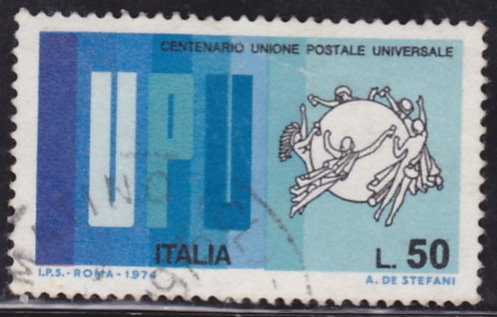 CENTENARIO UNIONE POSTALE UNIVERSALE
UPU
ITALIA
L. 50
I.P.S.-ROMA-1974 A. DE STEFANI